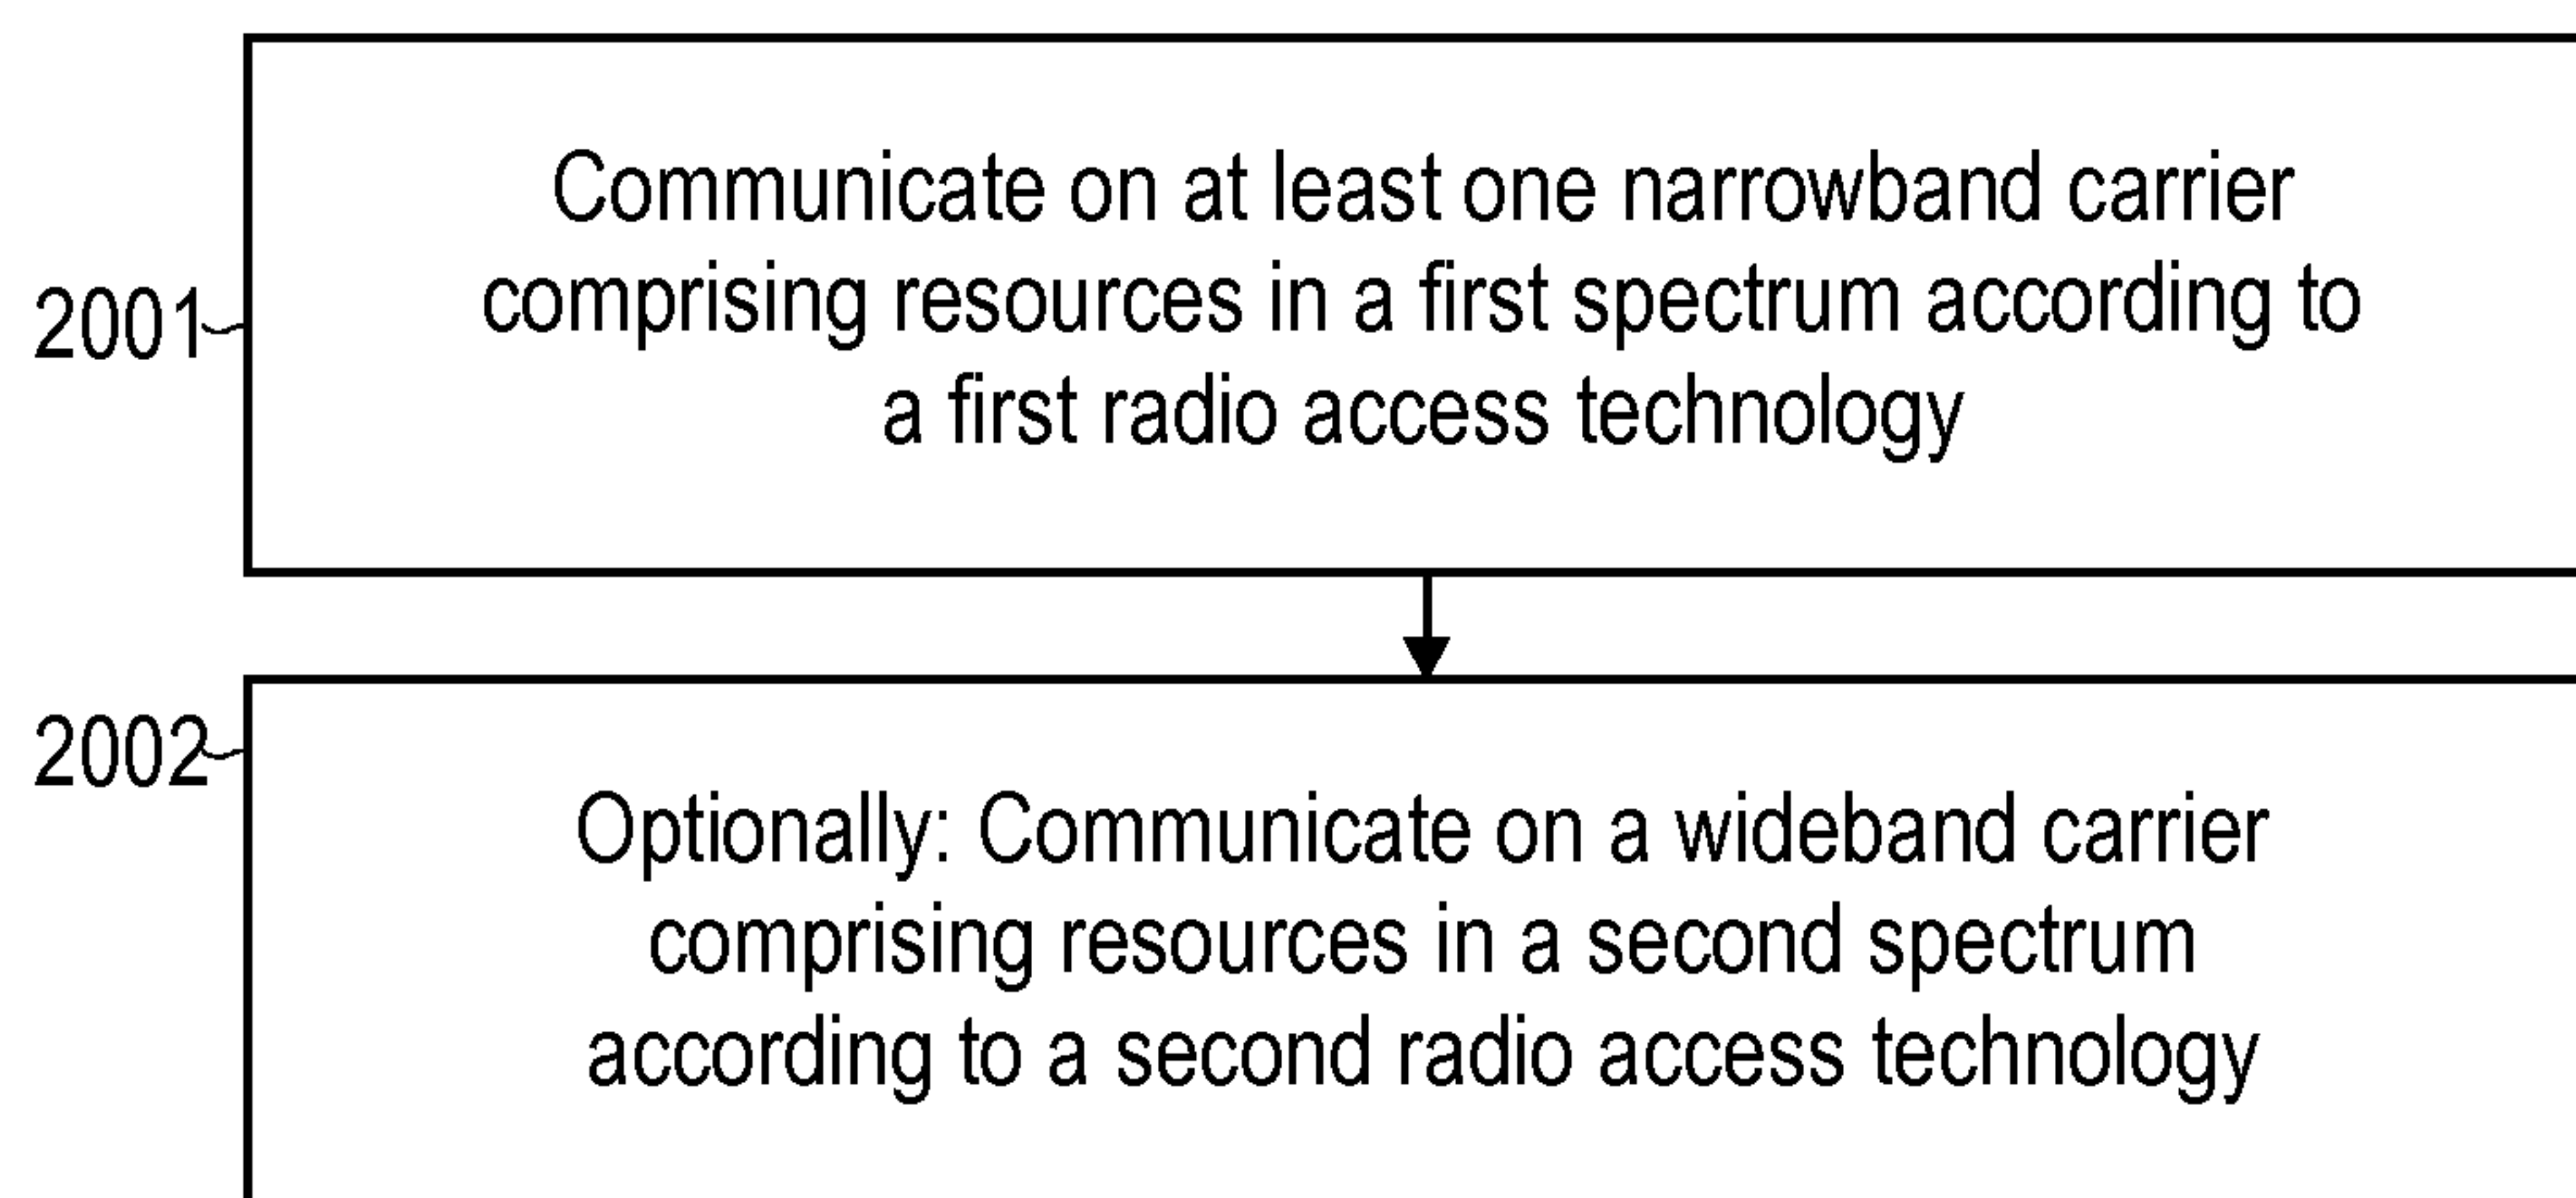 Communicate on at least one narrowband carrier
comprising resources in a first spectrum according to
a first radio access technology
2001
2002
Optionally: Communicate on a wideband carrier
comprising resources in a second spectrum
according to a second radio access technology